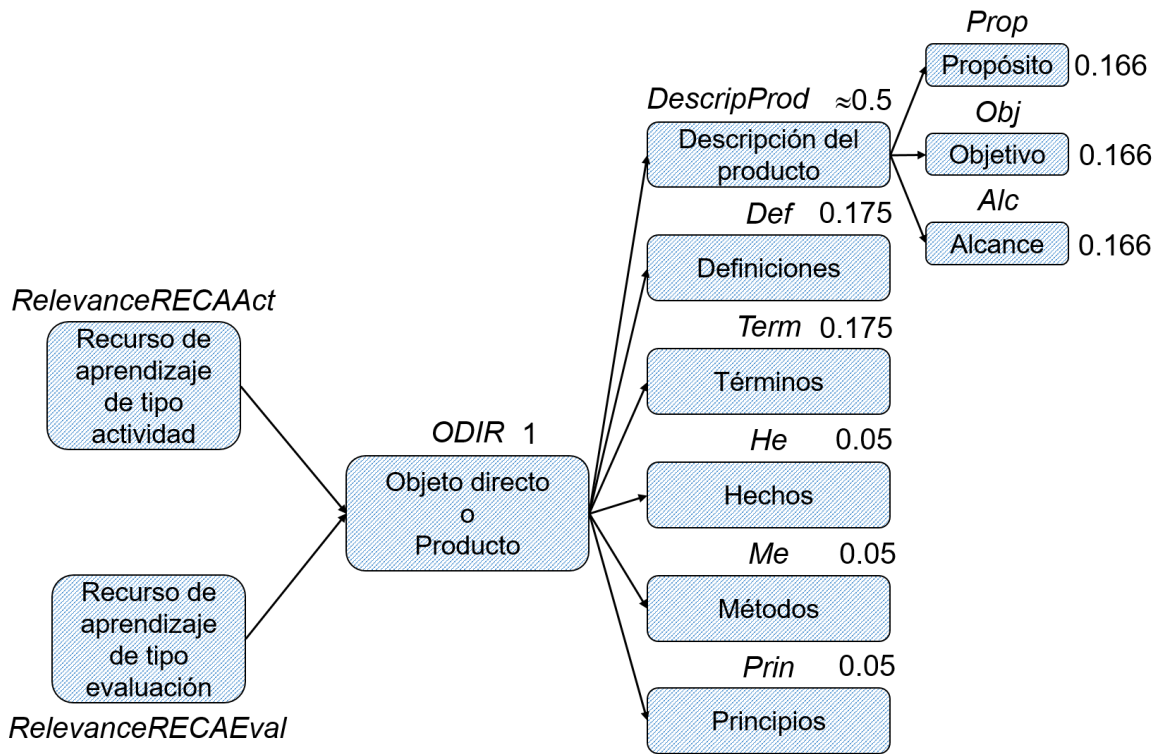 Prop
Propósito 0.166
DescripProd ≈0.5
Descripción del
producto
Obj
Objetivo 0.166
Alc
Alcance 0.166
Def 0.175
Definiciones
RelevanceRECAAct
Recurso de
aprendizaje
de tipo
actividad
Term 0.175
Términos
ODIR 1
Objeto directo
o
Producto
He 0.05
Hechos
Me 0.05
Métodos
Recurso de
aprendizaje
de tipo
evaluación
RelevanceRECAEval
Prin 0.05
Principios